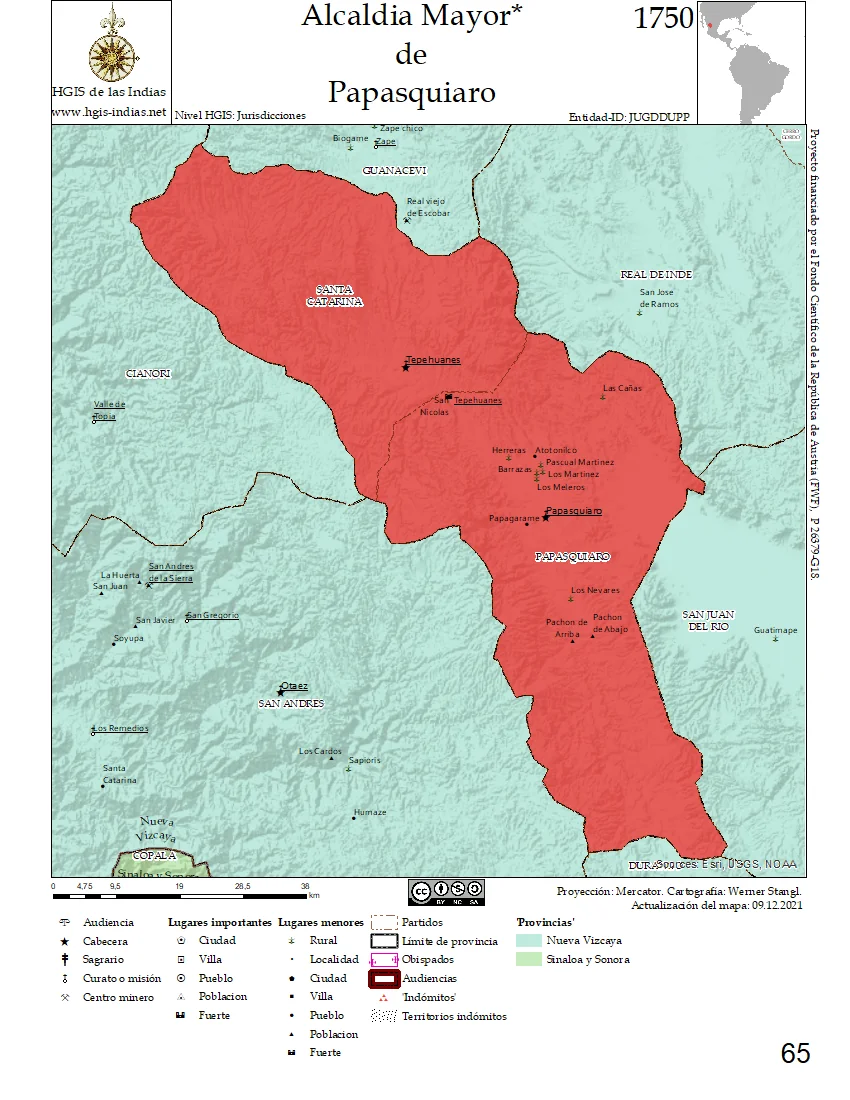 Alcaldia Mayor*
de
Papasquiaro
1750
HGIS de las Indias
www.hgis-indias.net
Nivel HGIS: Jurisdicciones
Entidad-ID: JUGDDUPP
Zape chico
Biogame
Zape
GUANACEVI
CERRO
GORDO
Real viejo
de Escobar
REAL DE INDE
San Jose
de Ramos
SANTA
CATARINA
Tepehuanes
CIANORI
Valle de
Topia
San
Nicolas
Tepehuanes
Las Cañas
Herreras
Atotonilco
Pascual Martinez
Barrazas
Los Martinez
Los Meleros
Papasquiaro
Papagarame
PAPASQUIARO
San Andres
de la Sierra
La Huerta
San Juan
San Javier
San Gregorio
Soyupa
Los Nevares
Pachon de
Arriba
Pachon
de Abajo
SAN JUAN
DEL RIO
Guatimape
Otaez
SAN ANDRES
Los Remedios
Los Cardos
Sapioris
Santa
Catarina
Humaze
Nueva
Vizcaya
COPALA
Sinaloa y Sonora
DURANGO
Sources: Esri, USGS, NOAA
Proyecto financiado por el Fondo Científico de la República de Austria (FWF), P 26379-G18.
0 4,75 9,5 19 28,5 38
km
CC BY NC SA
Proyección: Mercator. Cartografía: Werner Stangl.
Actualización del mapa: 09.12.2021
Audiencia
Cabecera
Sagrario
Curato o misión
Centro minero
Lugares importantes
Ciudad
Villa
Pueblo
Poblacion
Fuerte
Lugares menores
Rural
Localidad
Ciudad
Villa
Pueblo
Poblacion
Fuerte
Partidos
Límite de provincia
Obispados
Audiencias
'Indómitos'
Territorios indómitos
'Provincias'
Nueva Vizcaya
Sinaloa y Sonora
65